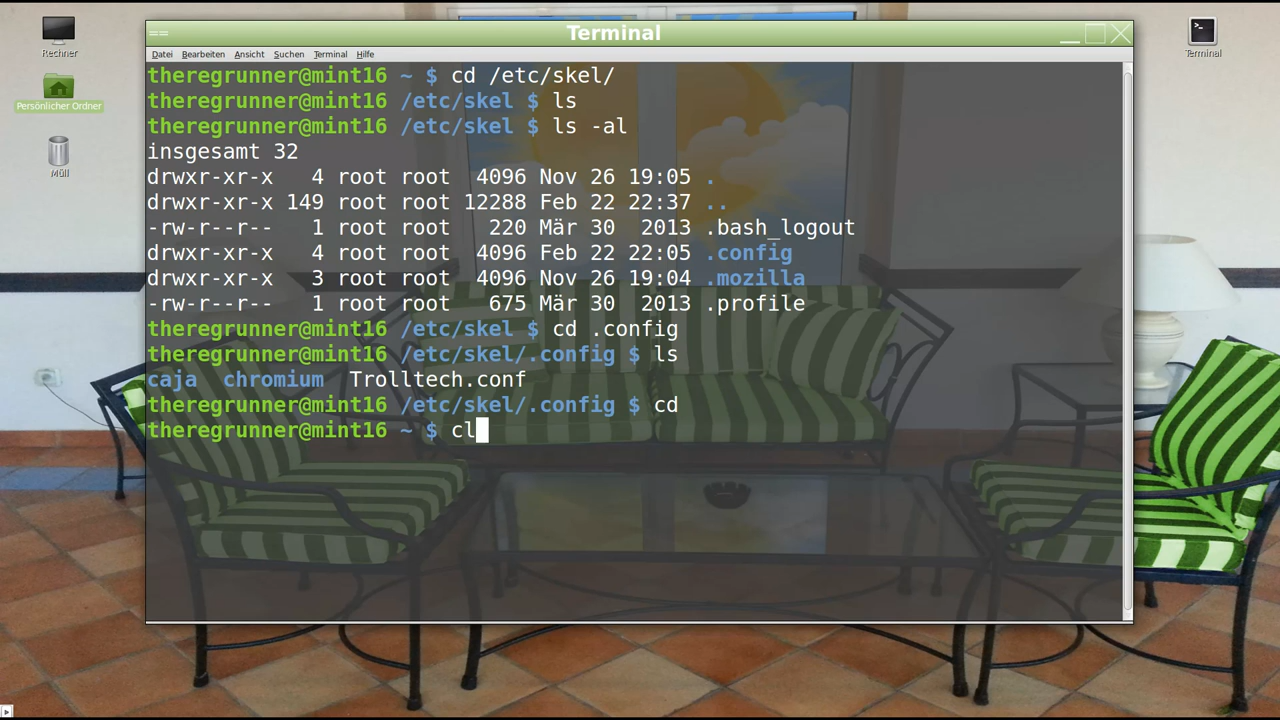 Terminal
Datei Bearbeiten Ansicht Suchen Terminal Hilfe
theregrunner@mint16 ~ $ cd /etc/skel/
theregrunner@mint16 /etc/skel $ ls
theregrunner@mint16 /etc/skel $ ls -al
insgesamt 32
drwxr-xr-x   4 root root  4096 Nov 26 19:05 .
drwxr-xr-x 149 root root 12288 Feb 22 22:37 ..
-rw-r--r--   1 root root   220 Mär 30  2013 .bash_logout
drwxr-xr-x   4 root root  4096 Feb 22 22:05 .config
drwxr-xr-x   3 root root  4096 Nov 26 19:04 .mozilla
-rw-r--r--   1 root root   675 Mär 30  2013 .profile
theregrunner@mint16 /etc/skel $ cd .config
theregrunner@mint16 /etc/skel/.config $ ls
caja  chromium  Trolltech.conf
theregrunner@mint16 /etc/skel/.config $ cd
theregrunner@mint16 ~ $ cl
Rechner
Persönlicher Ordner
Müll
>_
Terminal